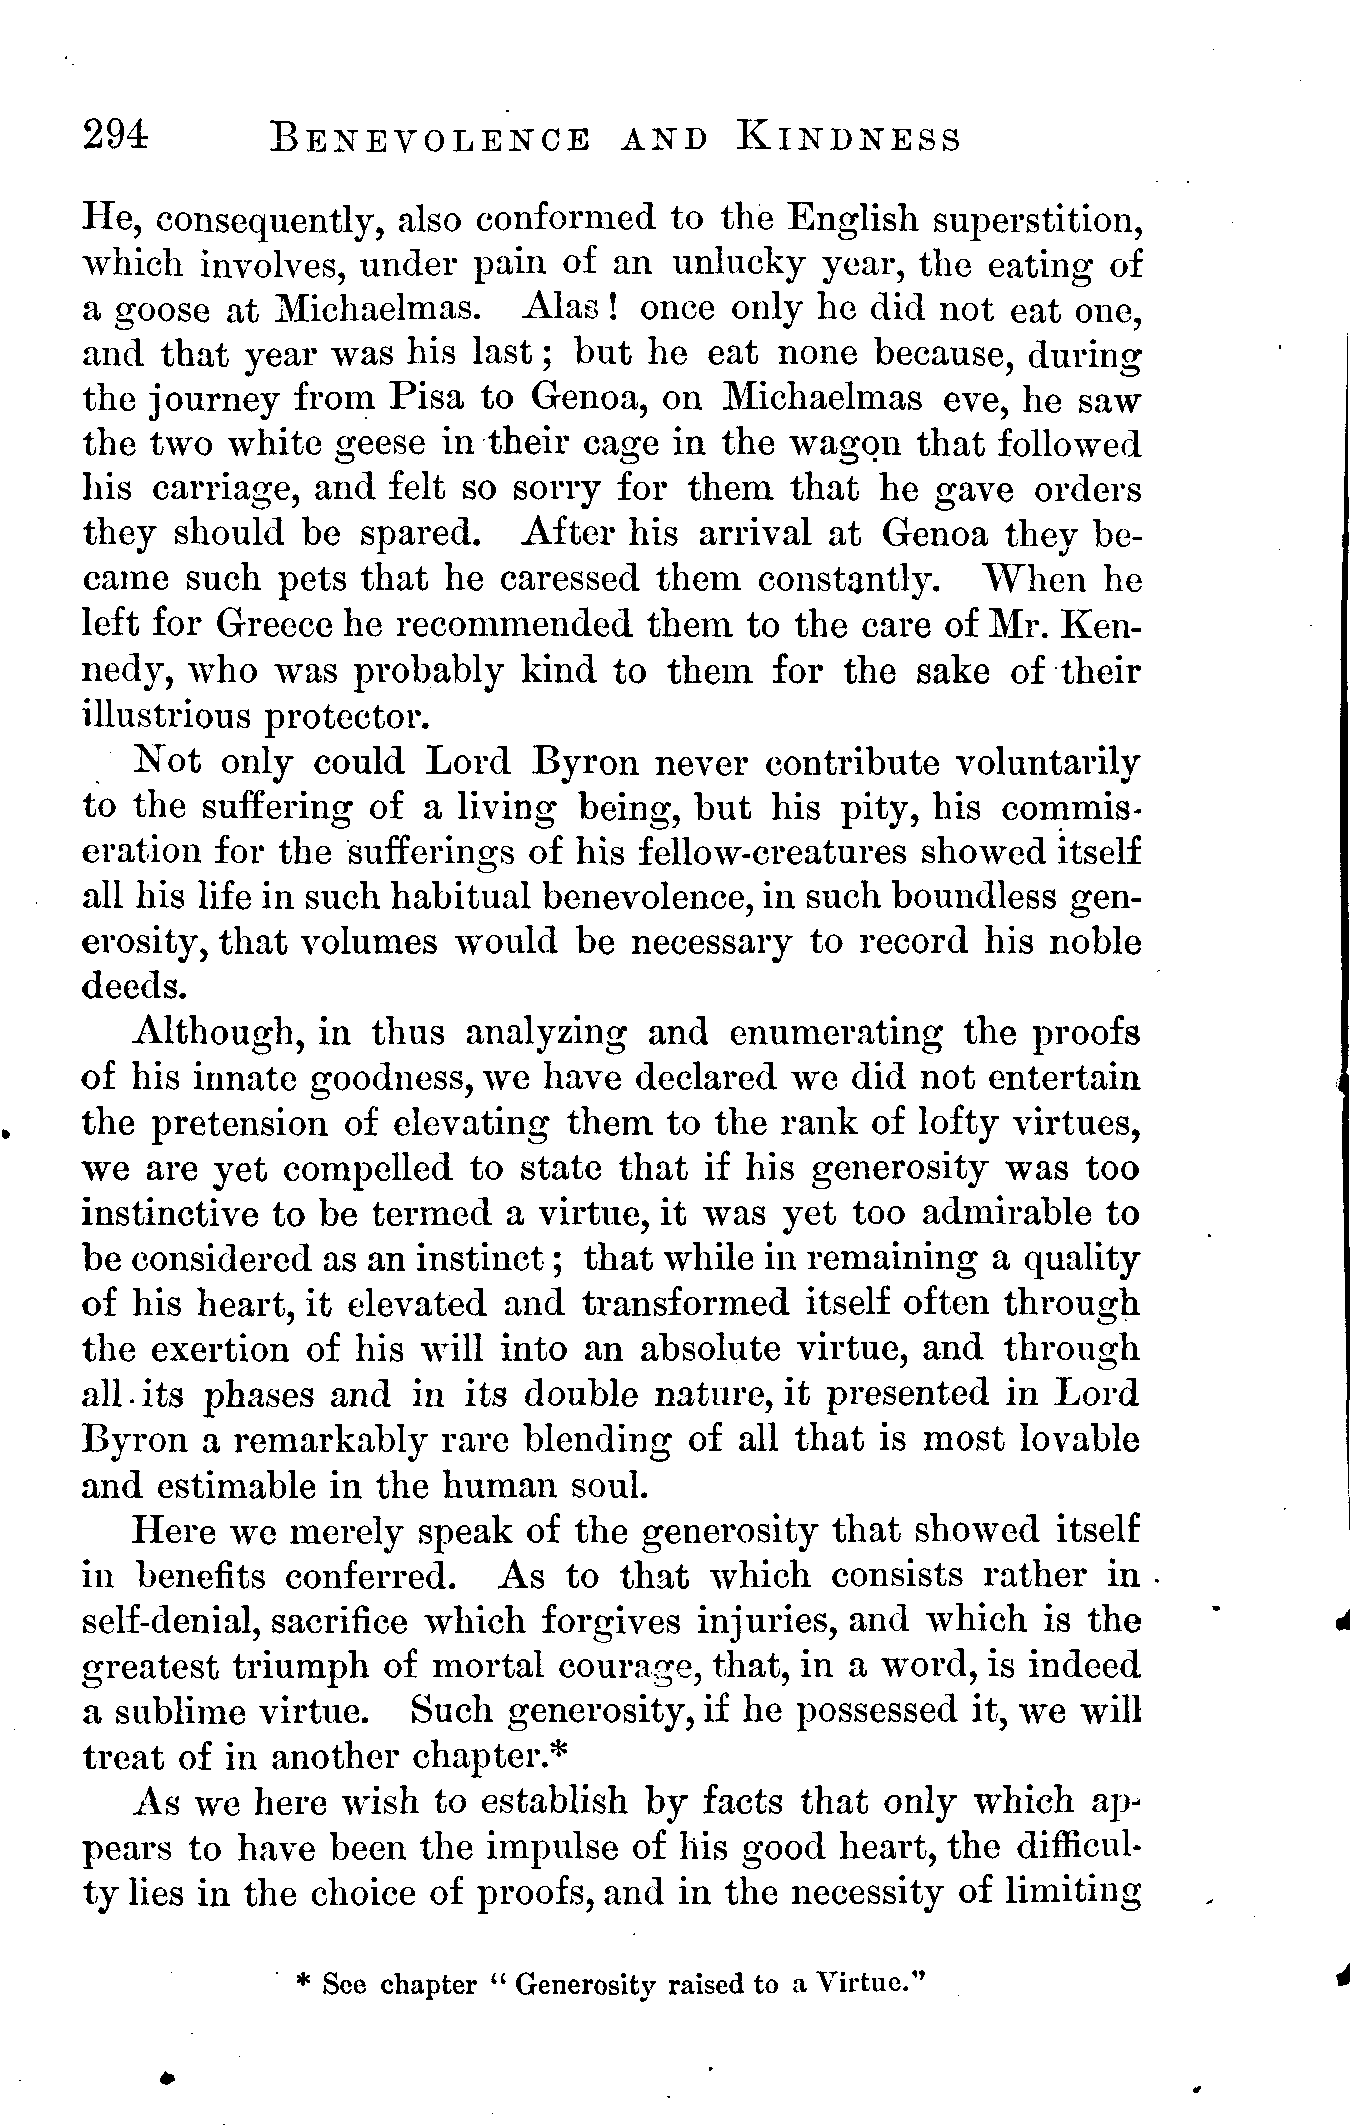 294 BENEVOLENCE AND KINDNESS
He, consequently, also conformed to the English superstition,
which involves, under pain of an unlucky year, the eating of
a goose at Michaelmas. Alas! once only he did not eat one,
and that year was his last; but he eat none because, during
the journey from Pisa to Genoa, on Michaelmas eve, he saw
the two white geese in their cage in the wagon that followed
his carriage, and felt so sorry for them that he gave orders
they should be spared. After his arrival at Genoa they be-
came such pets that he caressed them constantly. When he
left for Greece he recommended them to the care of Mr. Ken-
nedy, who was probably kind to them for the sake of their
illustrious protector.
Not only could Lord Byron never contribute voluntarily
to the suffering of a living being, but his pity, his commis-
eration for the sufferings of his fellow-creatures showed itself
all his life in such habitual benevolence, in such boundless gen-
erosity, that volumes would be necessary to record his noble
deeds.
Although, in thus analyzing and enumerating the proofs
of his innate goodness, we have declared we did not entertain
the pretension of elevating them to the rank of lofty virtues,
we are yet compelled to state that if his generosity was too
instinctive to be termed a virtue, it was yet too admirable to
be considered as an instinct; that while in remaining a quality
of his heart, it elevated and transformed itself often through
the exertion of his will into an absolute virtue, and through
all its phases and in its double nature, it presented in Lord
Byron a remarkably rare blending of all that is most lovable
and estimable in the human soul.
Here we merely speak of the generosity that showed itself
in benefits conferred. As to that which consists rather in
self-denial, sacrifice which forgives injuries, and which is the
greatest triumph of mortal courage, that, in a word, is indeed
a sublime virtue. Such generosity, if he possessed it, we will
treat of in another chapter.*
As we here wish to establish by facts that only which ap-
pears to have been the impulse of his good heart, the difficul-
ty lies in the choice of proofs, and in the necessity of limiting
* See chapter "Generosity raised to a Virtue."